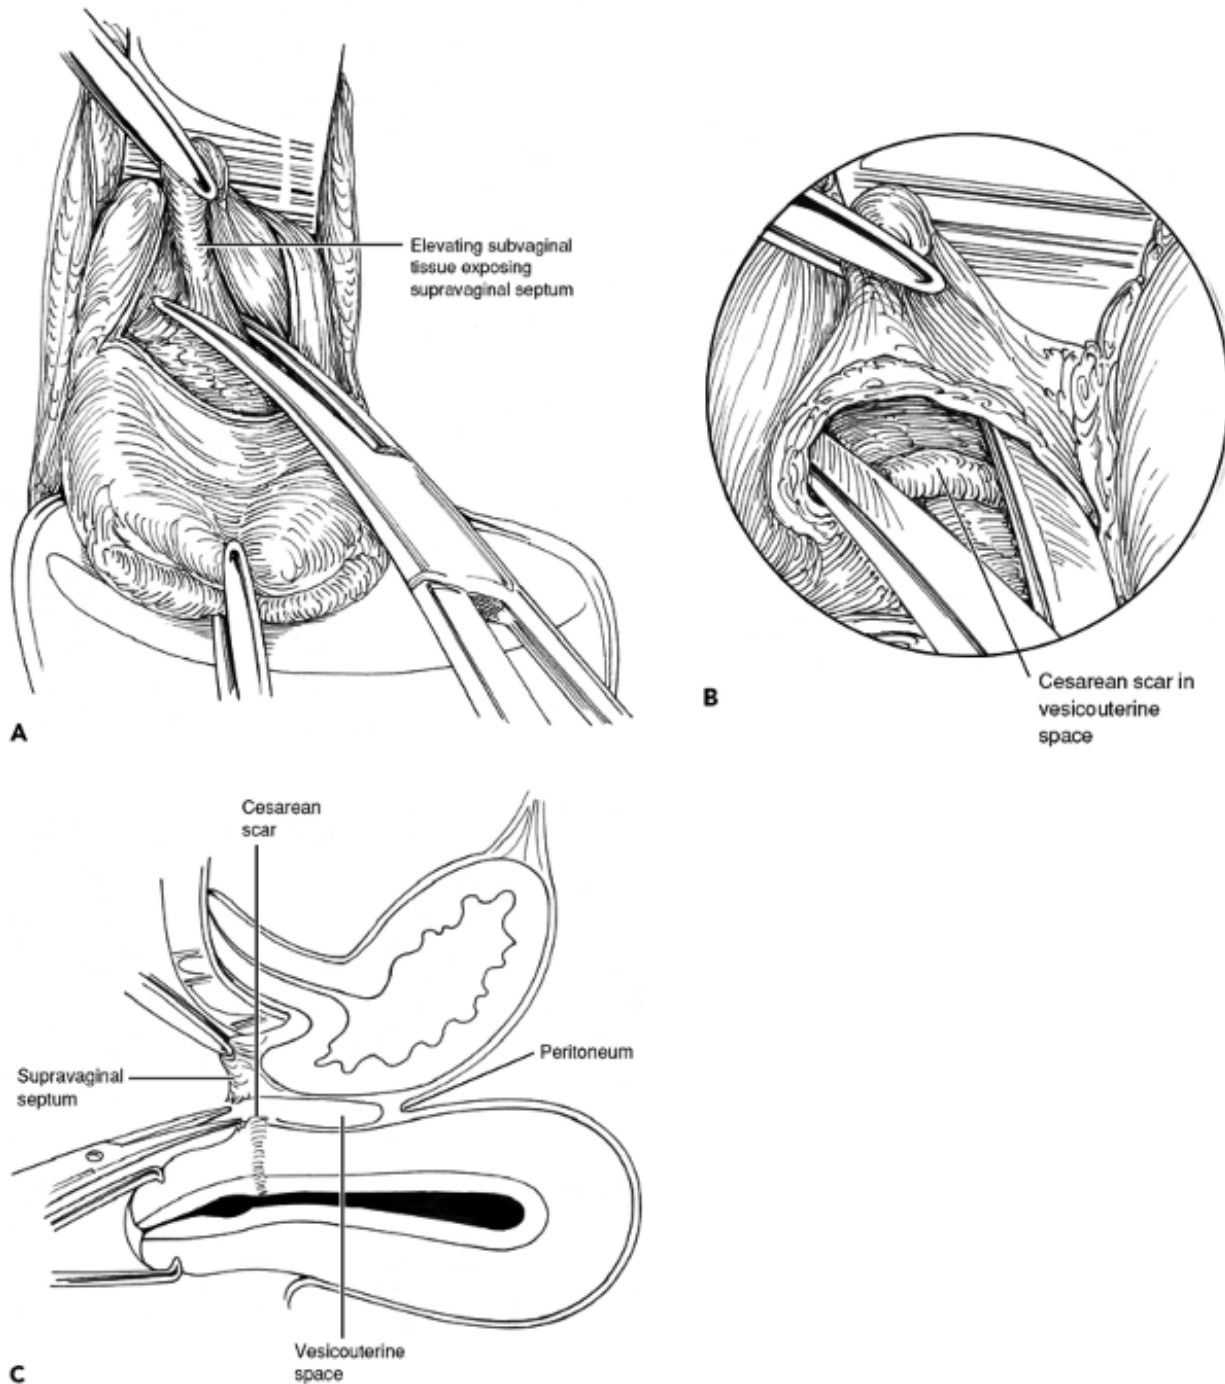 Elevating subvaginal
tissue exposing
supravaginal septum
A
Cesarean scar in
vesicouterine
space
B
Cesarean
scar
Peritoneum
Supravaginal
septum
Vesicouterine
space
C